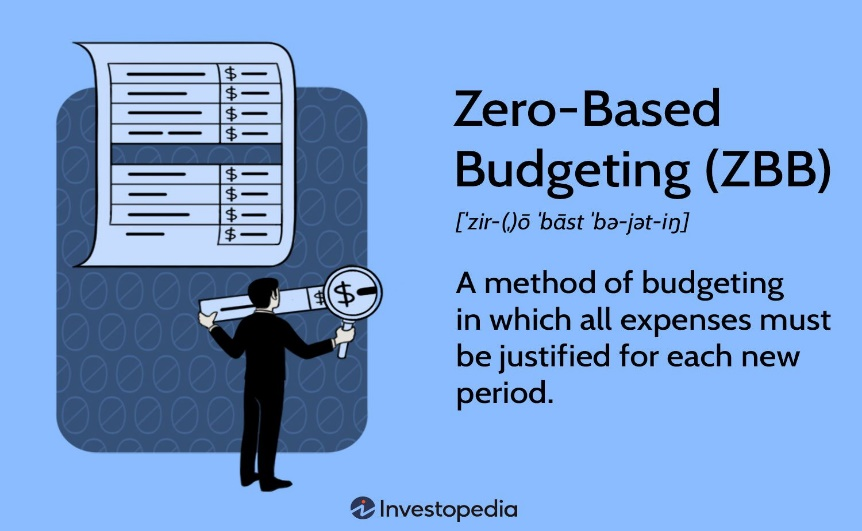 $
$
$
$
$
$
$
$
$ $
Zero-Based
Budgeting (ZBB)
[ˈzir-(ˌ)ō ˈbāst ˈbə-jət-iŋ]
A method of budgeting
in which all expenses must
be justified for each new
period.
Investopedia